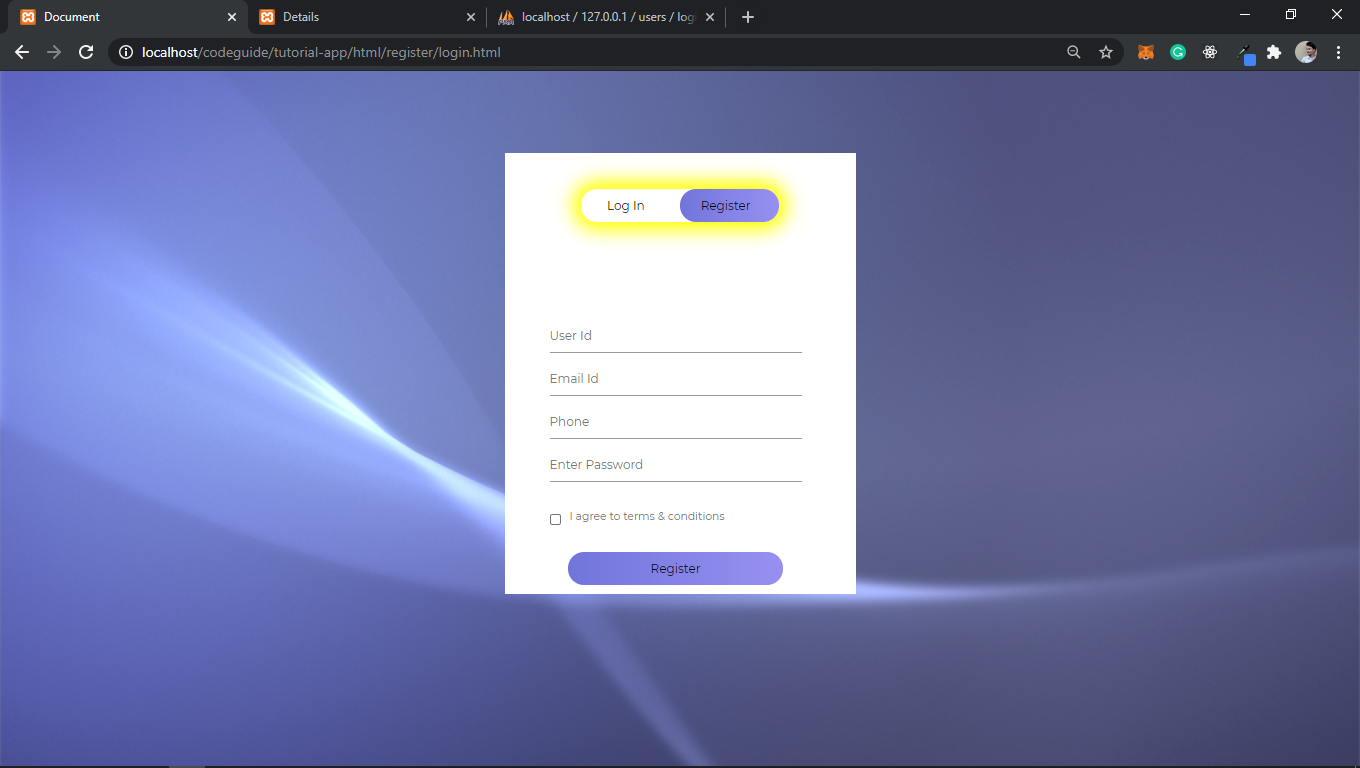 Document
Details
localhost / 127.0.0.1 / users / log
localhost/codeguide/tutorial-app/html/register/login.html
Log In
Register
User Id
Email Id
Phone
Enter Password
I agree to terms & conditions
Register